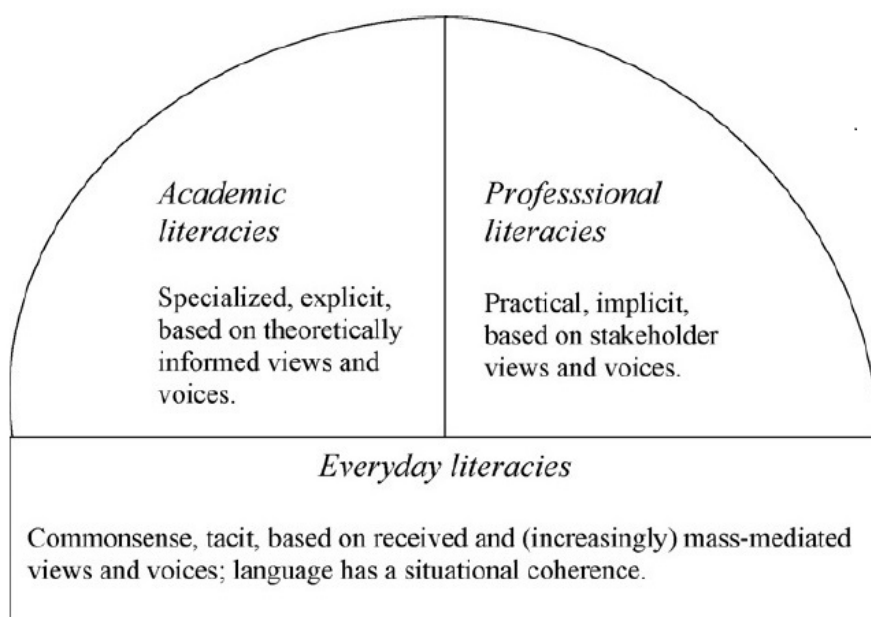 Academic
literacies
Specialized, explicit,
based on theoretically
informed views and
voices.
Professsional
literacies
Practical, implicit,
based on stakeholder
views and voices.
Everyday literacies
Commonsense, tacit, based on received and (increasingly) mass-mediated
views and voices; language has a situational coherence.